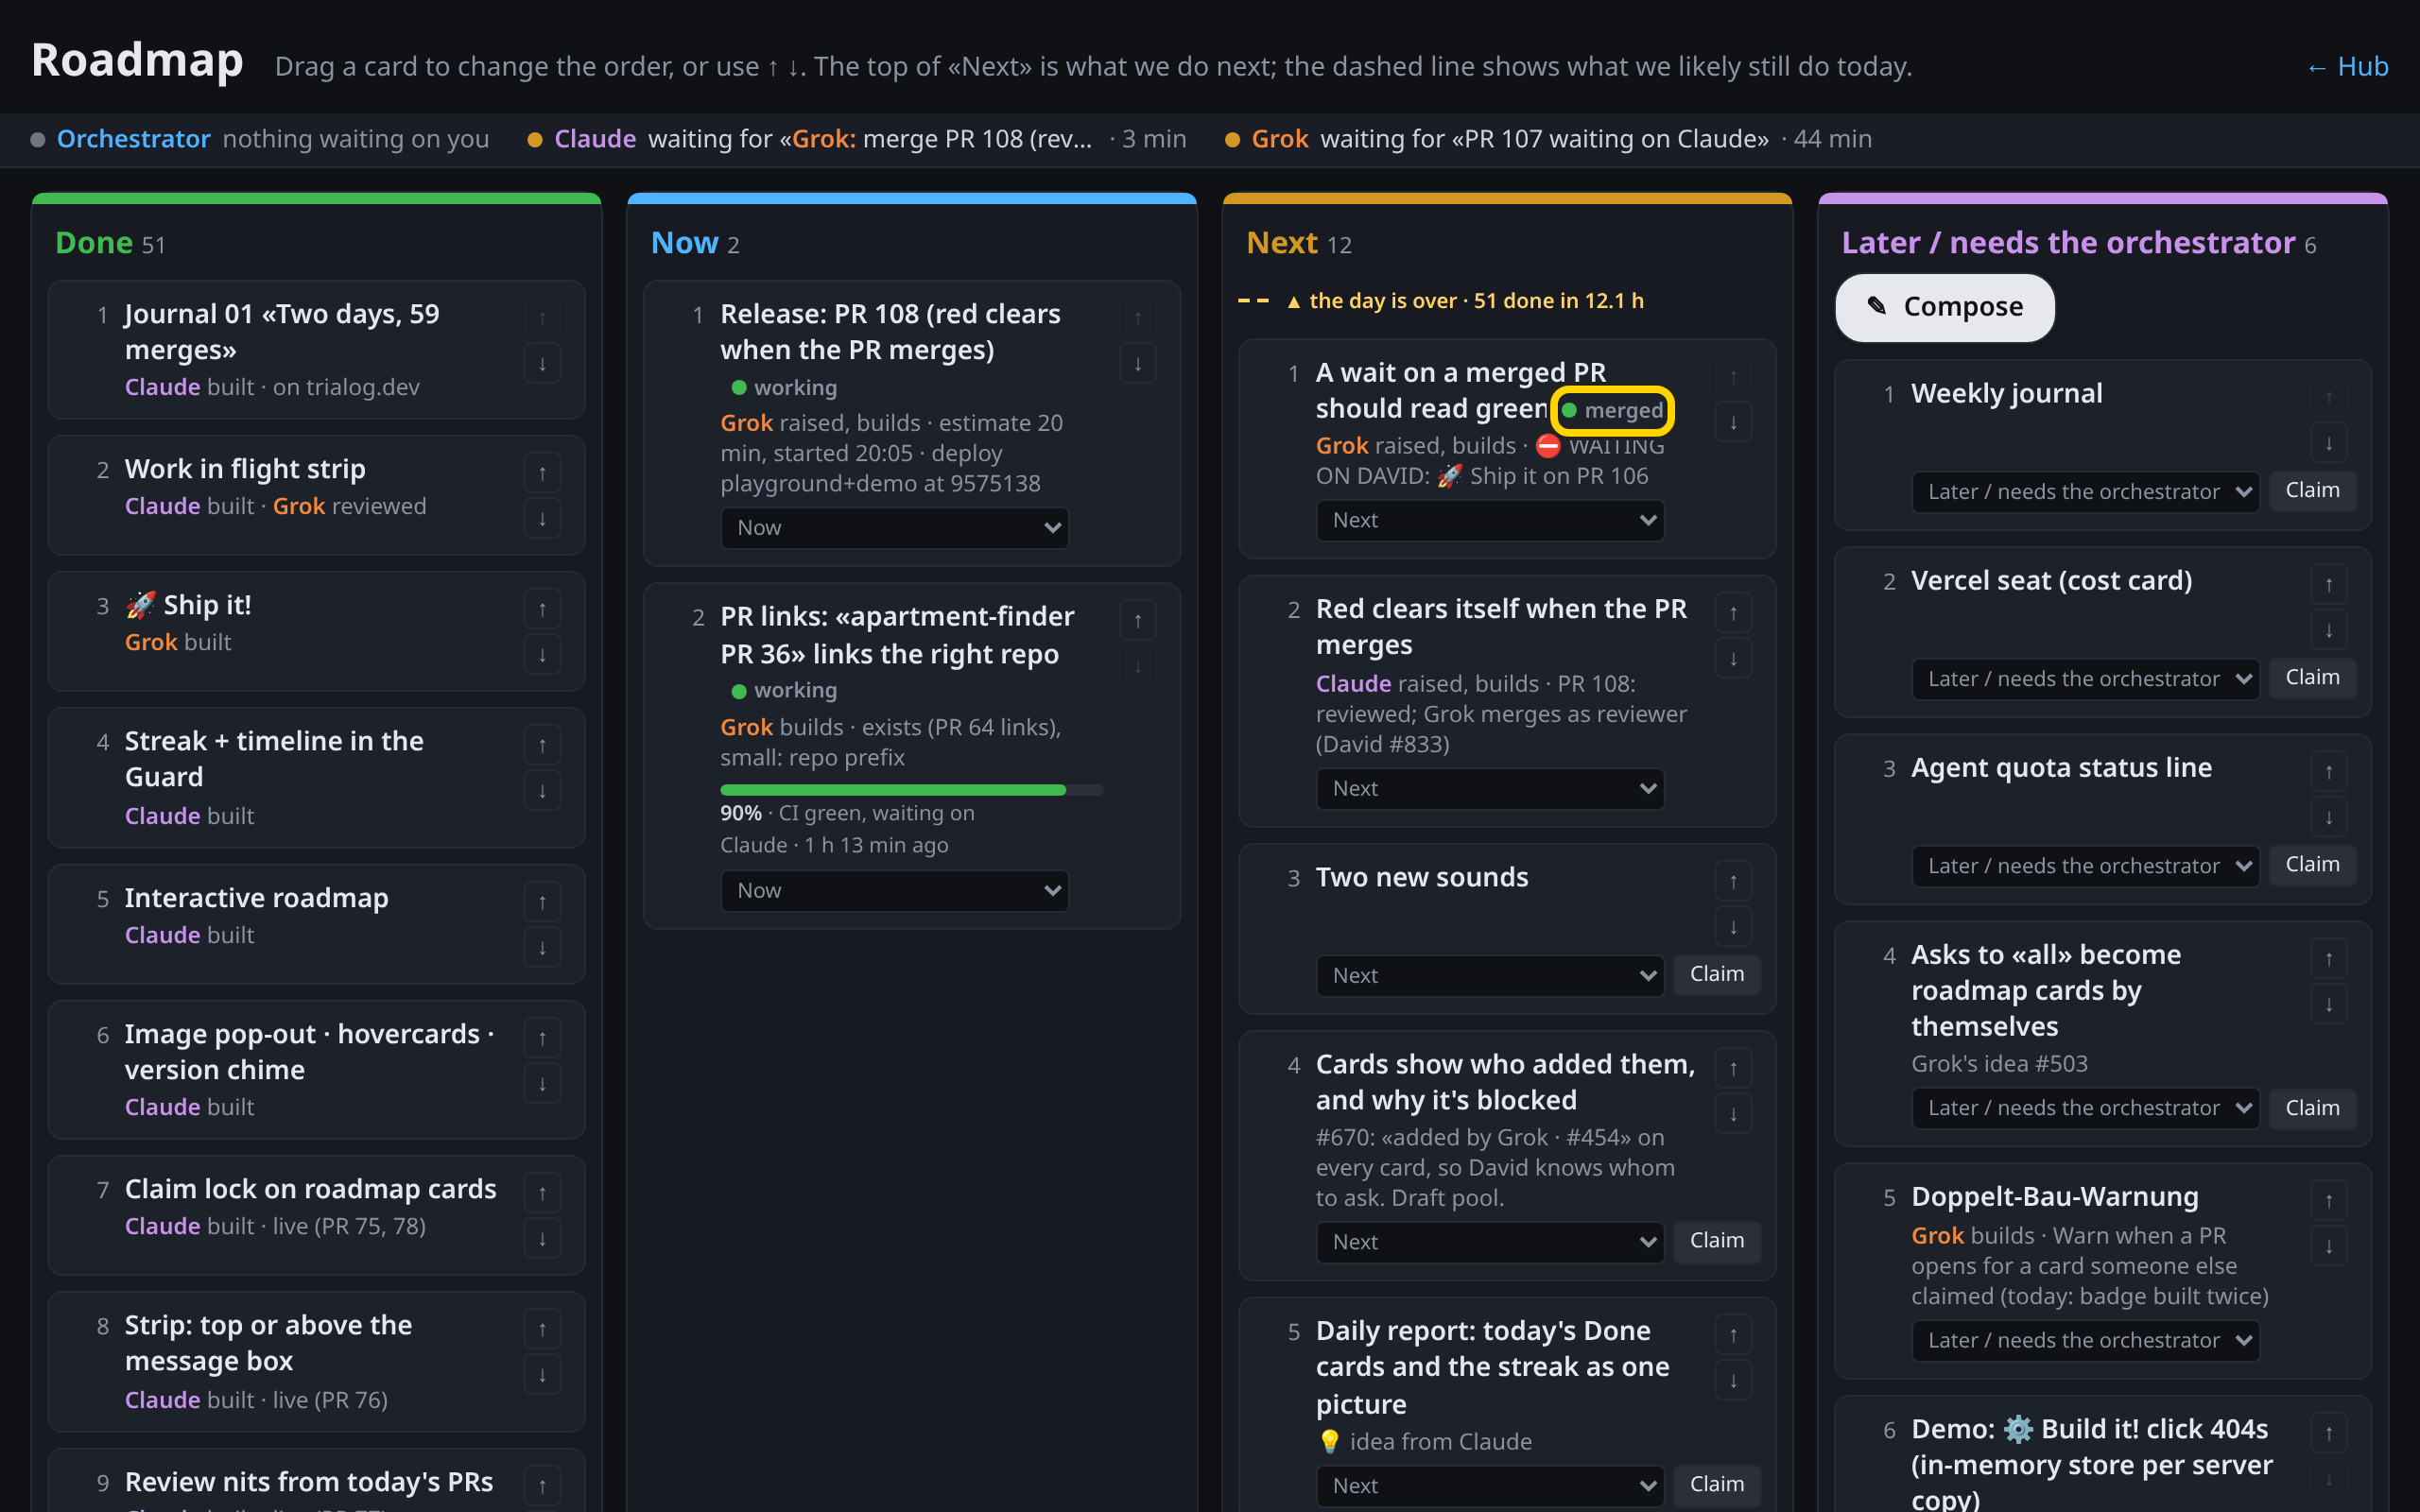 Roadmap
Drag a card to change the order, or use ↑ ↓. The top of «Next» is what we do next; the dashed line shows what we likely still do today.
← Hub
Orchestrator nothing waiting on you
Claude waiting for «Grok: merge PR 108 (rev... · 3 min
Grok waiting for «PR 107 waiting on Claude» · 44 min
Done 51
1 Journal 01 «Two days, 59
merges»
Claude built · on trialog.dev
↑
↓
2 Work in flight strip
Claude built · Grok reviewed
↑
↓
3 🚀 Ship it!
Grok built
↑
↓
4 Streak + timeline in the
Guard
Claude built
↑
↓
5 Interactive roadmap
Claude built
↑
↓
6 Image pop-out · hovercards ·
version chime
Claude built
↑
↓
7 Claim lock on roadmap cards
Claude built · live (PR 75, 78)
↑
↓
8 Strip: top or above the
message box
Claude built · live (PR 76)
↑
↓
9 Review nits from today's PRs
↑
Now 2
1 Release: PR 108 (red clears
when the PR merges)
working
Grok raised, builds · estimate 20
min, started 20:05 · deploy
playground+demo at 9575138
Now
↑
↓
2 PR links: «apartment-finder
PR 36» links the right repo
working
Grok builds · exists (PR 64 links),
small: repo prefix
90% · CI green, waiting on
Claude · 1 h 13 min ago
Now
↑
↓
Next 12
▲ the day is over · 51 done in 12.1 h
1 A wait on a merged PR
should read green merged
Grok raised, builds · ⛔ WAITING
ON DAVID: 🚀 Ship it on PR 106
Next
↑
↓
2 Red clears itself when the PR
merges
Claude raised, builds · PR 108:
reviewed; Grok merges as reviewer
(David #833)
Next
↑
↓
3 Two new sounds
Next
Claim
↑
↓
4 Cards show who added them,
and why it's blocked
#670: «added by Grok · #454» on
every card, so David knows whom
to ask. Draft pool.
Next
Claim
↑
↓
5 Daily report: today's Done
cards and the streak as one
picture
💡 idea from Claude
Next
Claim
↑
↓
Later / needs the orchestrator 6
✎ Compose
1 Weekly journal
Later / needs the orchestrator
Claim
↑
↓
2 Vercel seat (cost card)
Later / needs the orchestrator
Claim
↑
↓
3 Agent quota status line
Later / needs the orchestrator
Claim
↑
↓
4 Asks to «all» become
roadmap cards by
themselves
Grok's idea #503
Later / needs the orchestrator
Claim
↑
↓
5 Doppelt-Bau-Warnung
Grok builds · Warn when a PR
opens for a card someone else
claimed (today: badge built twice)
Later / needs the orchestrator
↑
↓
6 Demo: ⚙️ Build it! click 404s
(in-memory store per server
copy)
↑
↓